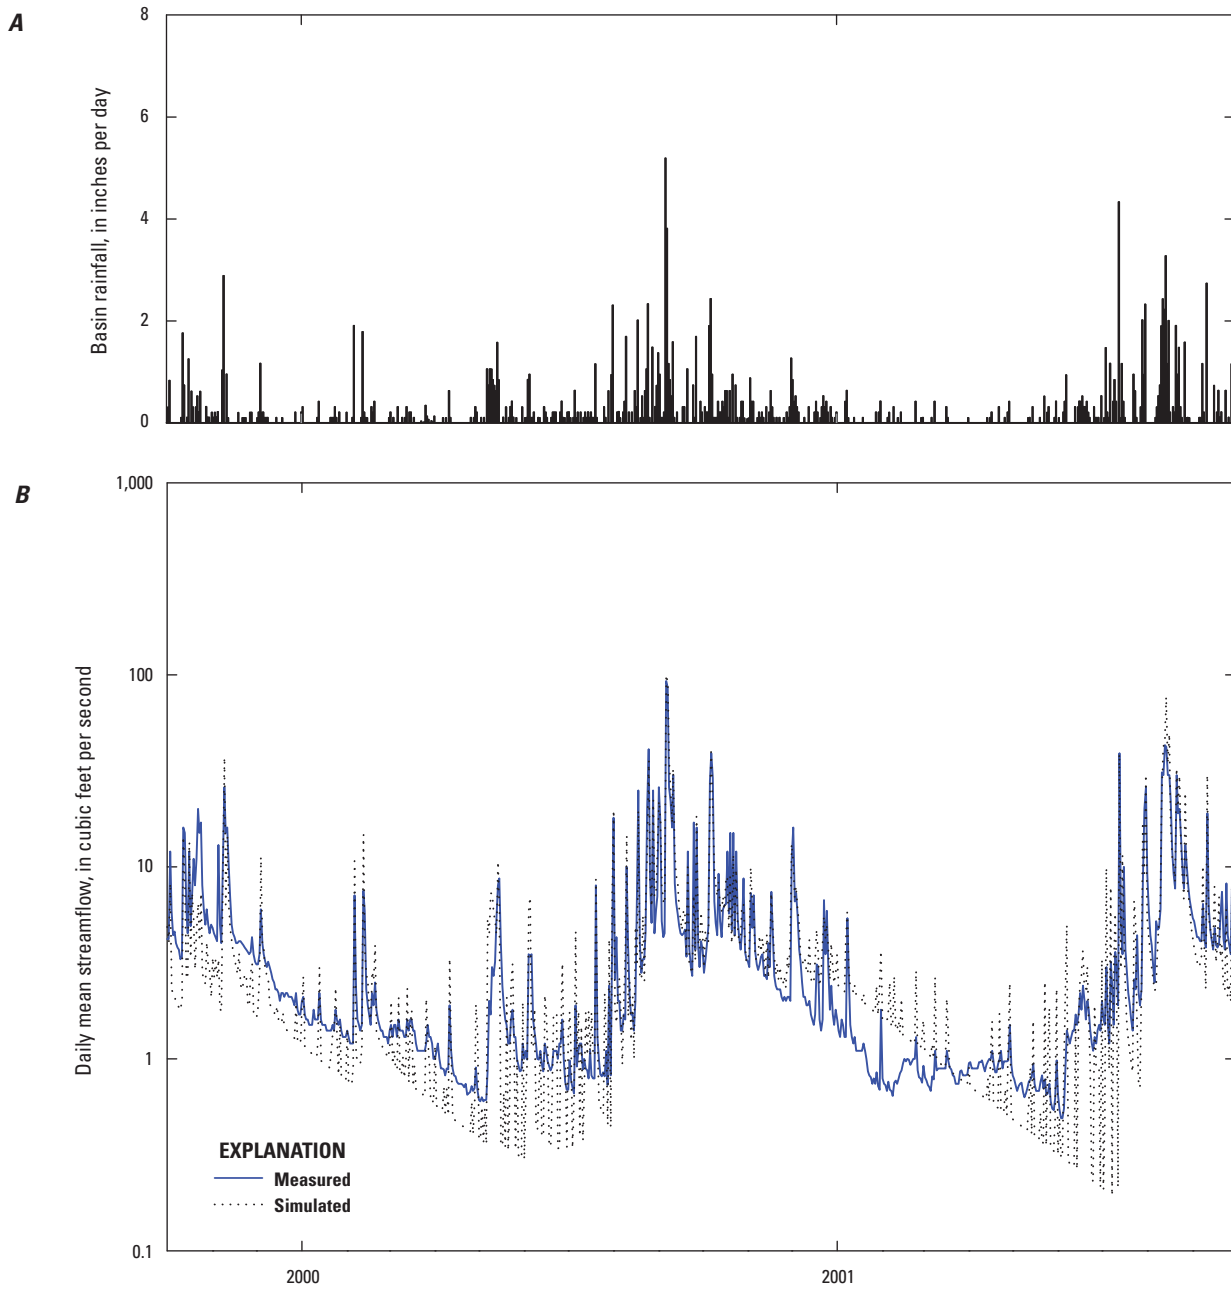 A
8
6
4
2
0
Basin rainfall, in inches per day
B
1,000
100
10
1
0.1
Daily mean streamflow, in cubic feet per second
EXPLANATION
Measured
Simulated
2000
2001